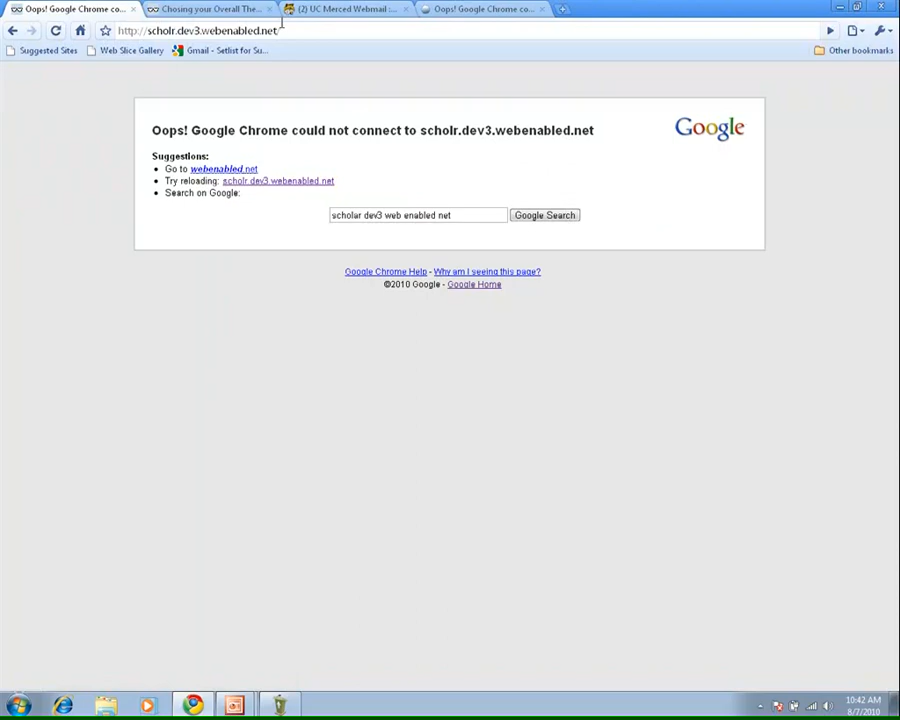 Oops! Google Chrome co... Chosing your Overall The... (2) UC Merced Webmail :... Oops! Google Chrome co...
http://scholr.dev3.webenabled.net/
Suggested Sites Web Slice Gallery Gmail - Setlist for Su... Other bookmarks
Oops! Google Chrome could not connect to scholr.dev3.webenabled.net
Google
Suggestions:
• Go to webenabled.net
• Try reloading: scholr dev3 webenabled net
• Search on Google:
scholar dev3 web enabled net Google Search
Google Chrome Help - Why am I seeing this page?
©2010 Google - Google Home
10:42 AM
8/7/2010